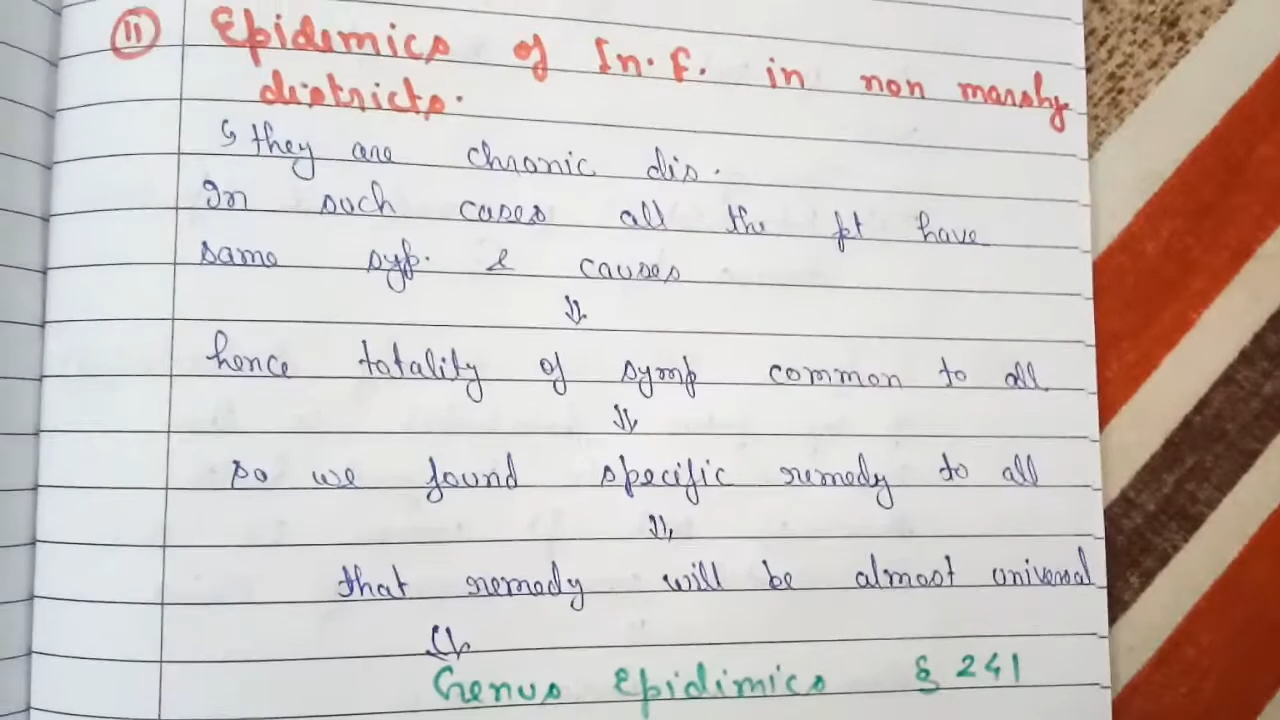 11 Epidemics of In. F. in non marshy
districts.
↳ they are chronic dis.
In such cases all the pt have
same syp. & causes
⇓
hence totality of symp common to all
⇓
so we found specific remedy to all
⇓
that remedy will be almost universal
⇓
Genus Epidimics § 241